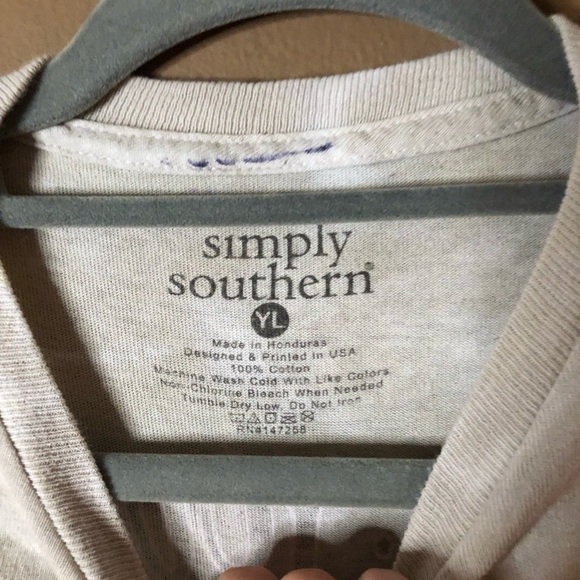 simply
southern®
YL
Made in Honduras
Designed & Printed in USA
100% Cotton
Machine Wash Cold With Like Colors
Non-Chlorine Bleach When Needed
Tumble Dry Low, Do Not Iron
RN#147258